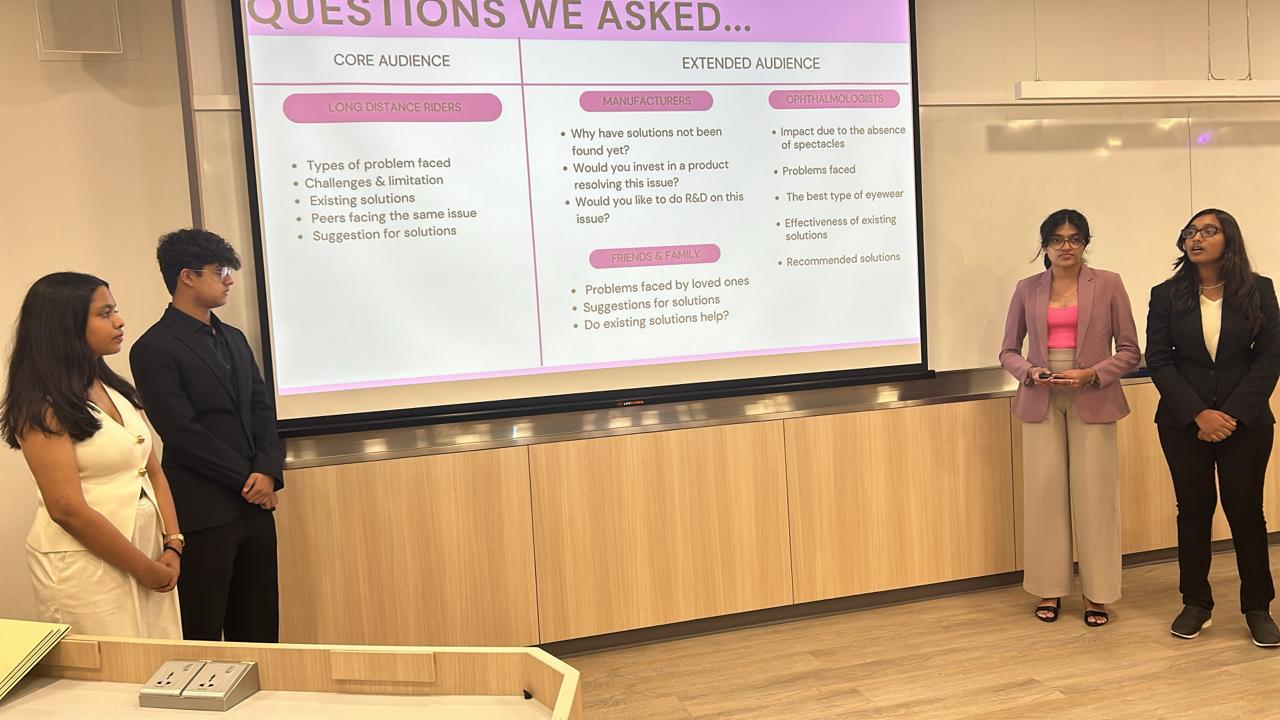 QUESTIONS WE ASKED...
CORE AUDIENCE
LONG DISTANCE RIDERS
• Types of problem faced
• Challenges & limitation
• Existing solutions
• Peers facing the same issue
• Suggestion for solutions
EXTENDED AUDIENCE
MANUFACTURERS
• Why have solutions not been
found yet?
• Would you invest in a product
resolving this issue?
• Would you like to do R&D on this
issue?
FRIENDS & FAMILY
• Problems faced by loved ones
• Suggestions for solutions
• Do existing solutions help?
OPHTHALMOLOGISTS
• Impact due to the absence
of spectacles
• Problems faced
• The best type of eyewear
• Effectiveness of existing
solutions
• Recommended solutions